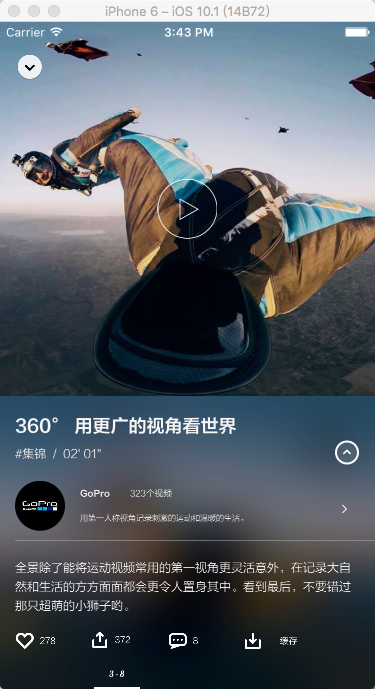 iPhone 6 – iOS 10.1 (14B72)
Carrier 3:43 PM
360° 用更广的视角看世界
#集锦 / 02' 01"
GoPro
GoPro 323个视频
用第一人称视角记录刺激的运动和温暖的生活。
全景除了能将运动视频常用的第一视角更灵活意外，在记录大自
然和生活的方方面面都会更令人置身其中。看到最后，不要错过
那只超萌的小狮子哟。
278 372 8 缓存
3 - 8